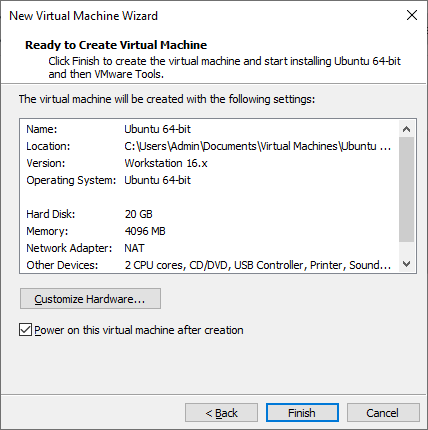 New Virtual Machine Wizard
Ready to Create Virtual Machine
Click Finish to create the virtual machine and start installing Ubuntu 64-bit
and then VMware Tools.
The virtual machine will be created with the following settings:
Name: Ubuntu 64-bit
Location: C:\Users\Admin\Documents\Virtual Machines\Ubuntu ...
Version: Workstation 16.x
Operating System: Ubuntu 64-bit
Hard Disk: 20 GB
Memory: 4096 MB
Network Adapter: NAT
Other Devices: 2 CPU cores, CD/DVD, USB Controller, Printer, Sound...
Customize Hardware...
Power on this virtual machine after creation
< Back Finish Cancel